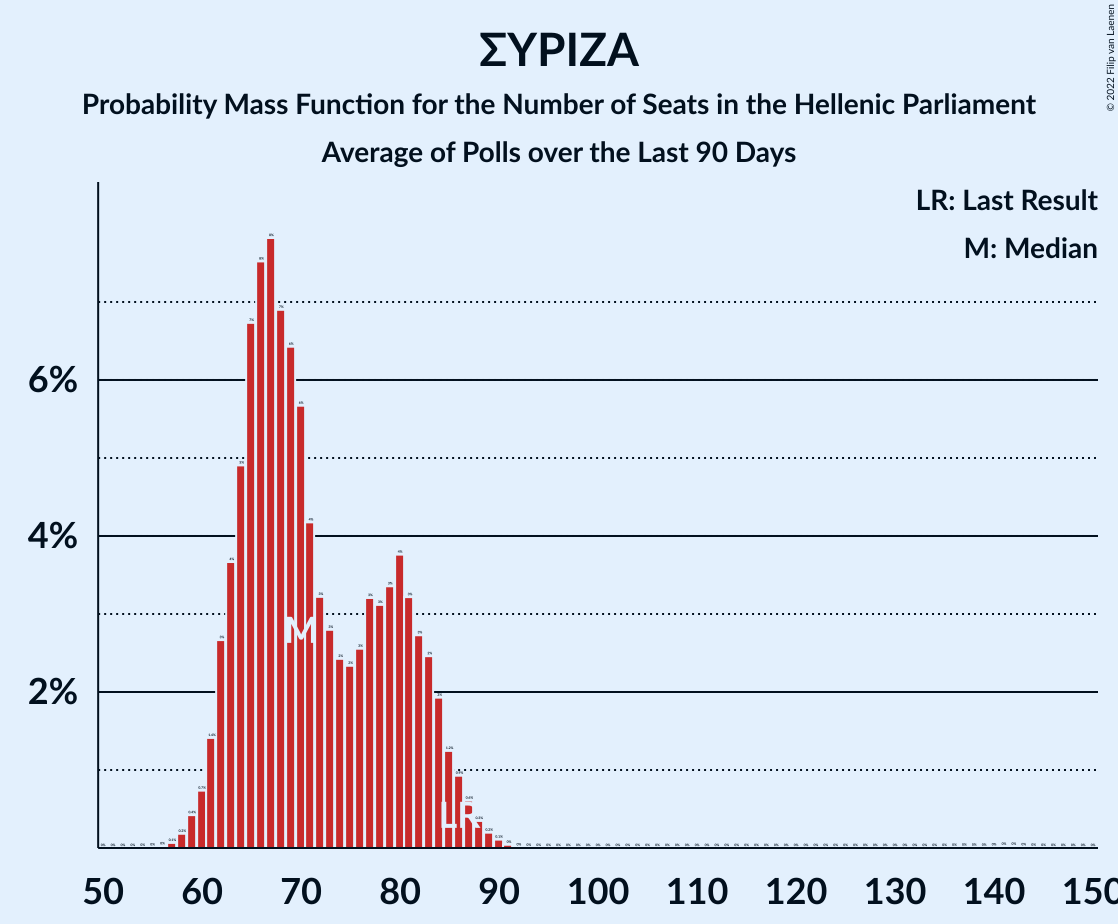 ΣΥΡΙΖΑ
Probability Mass Function for the Number of Seats in the Hellenic Parliament
Average of Polls over the Last 90 Days
© 2022 Filip van Laenen
LR: Last Result
M: Median
6%
4%
2%
M
LR
50 60 70 80 90 100 110 120 130 140 150